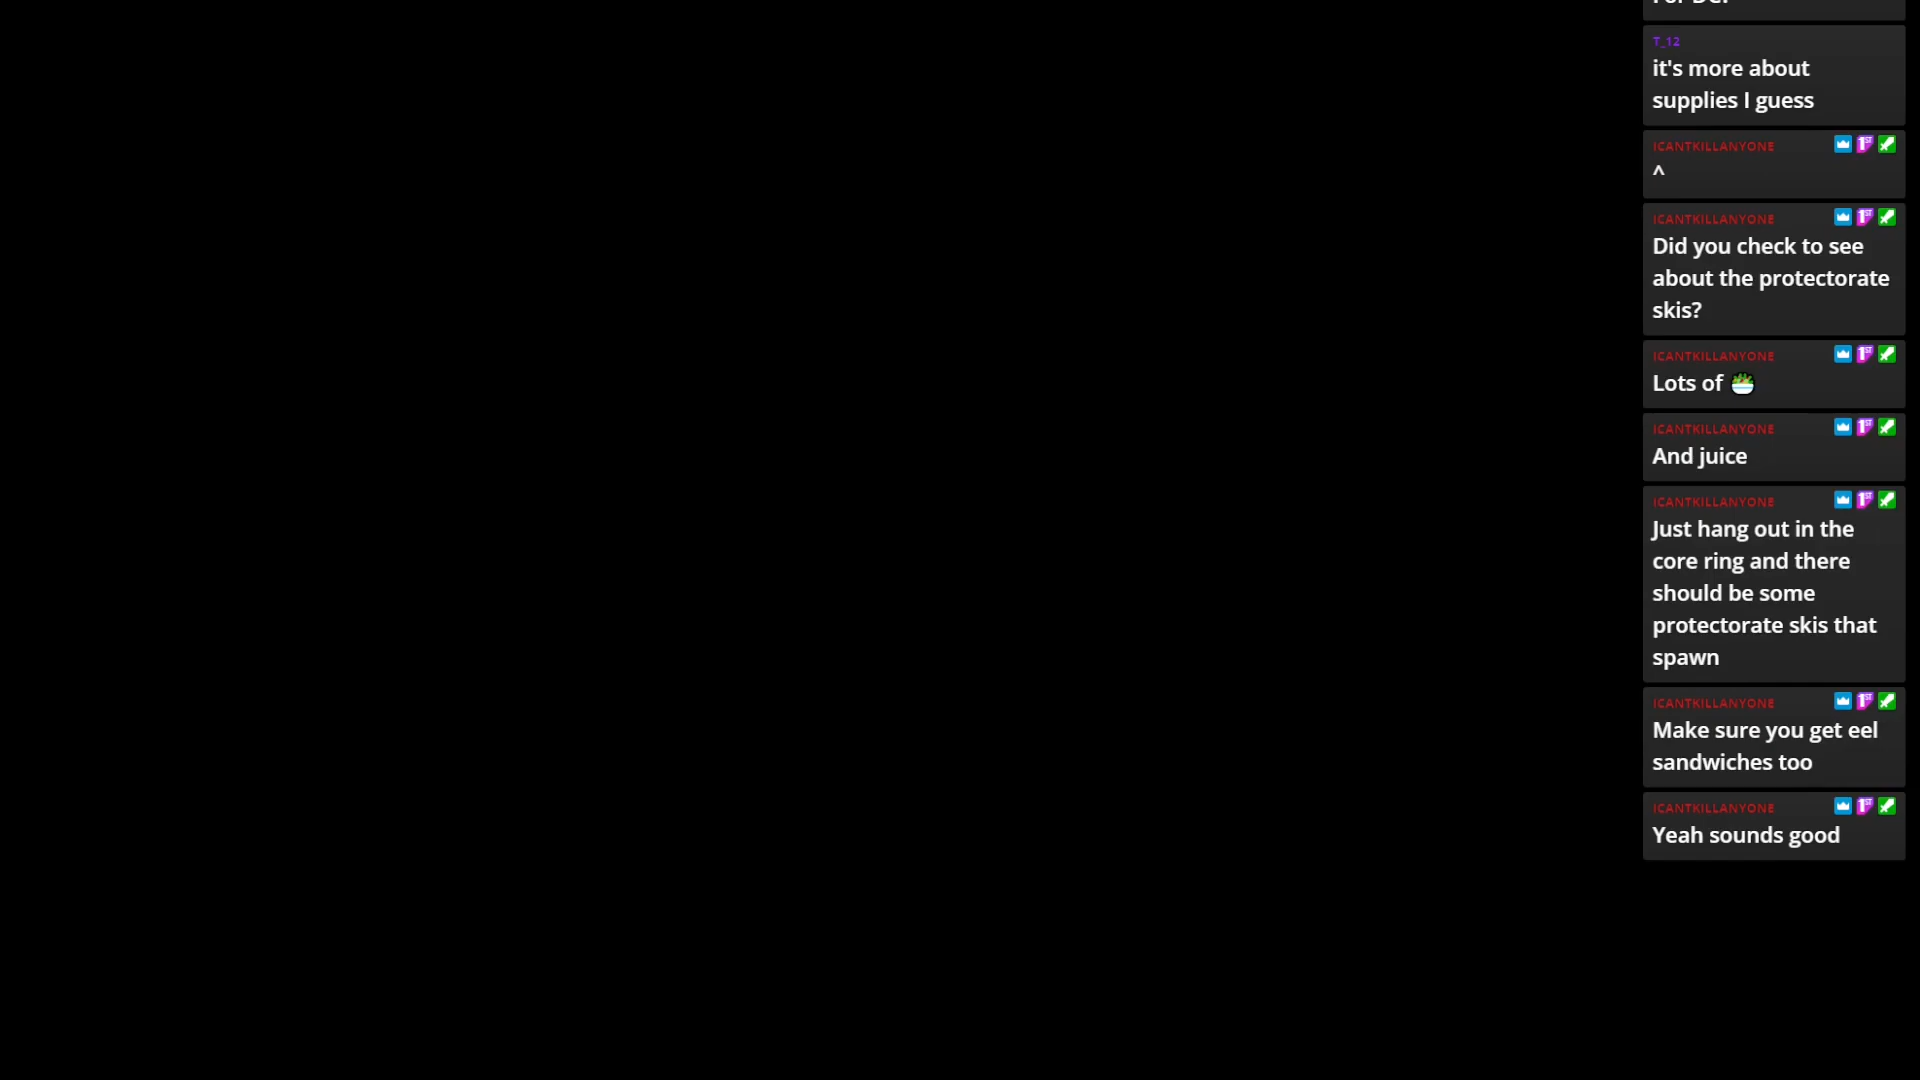 T_12
it's more about
supplies I guess
ICANTKILLANYONE
^
ICANTKILLANYONE
Did you check to see
about the protectorate
skis?
ICANTKILLANYONE
Lots of 🥗
ICANTKILLANYONE
And juice
ICANTKILLANYONE
Just hang out in the
core ring and there
should be some
protectorate skis that
spawn
ICANTKILLANYONE
Make sure you get eel
sandwiches too
ICANTKILLANYONE
Yeah sounds good